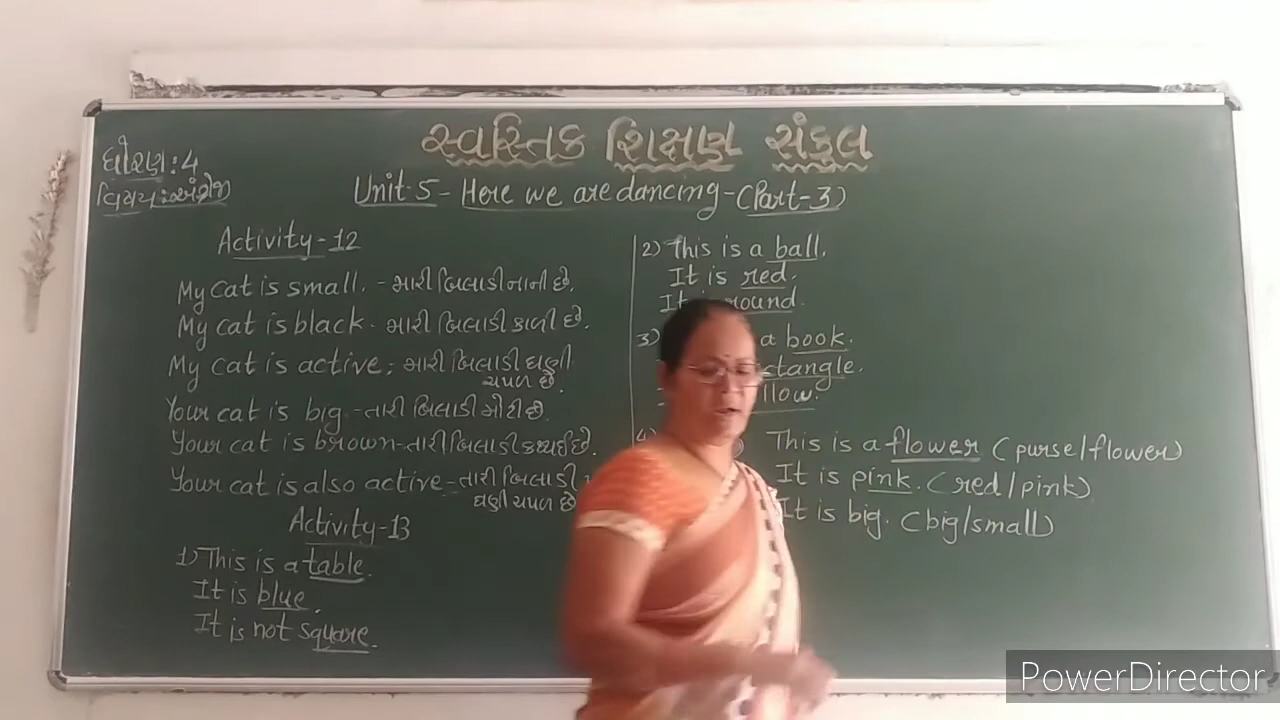 સ્વસ્તિક શિક્ષણ સંકુલ
ધોરણ:4
વિષય:અંગ્રેજી
Unit-5 - Here we are dancing - (Part-3)
Activity-12
My cat is small. - મારી બિલાડી નાની છે.
My cat is black. મારી બિલાડી કાળી છે.
My cat is active; મારી બિલાડી ઘણી
ચપળ છે.
Your cat is big. - તારી બિલાડી મોટી છે.
Your cat is brown - તારી બિલાડી કથ્થઈ છે.
Your cat is also active - તારી બિલાડી
ઘણી ચપળ છે
Activity-13
1) This is a table.
It is blue.
It is not square.
2) This is a ball.
It is red.
It round.
3) a book.
ctangle.
llow.
4) This is a flower (purse/flower)
It is pink. (red/pink)
It is big. (big/small)
PowerDirector